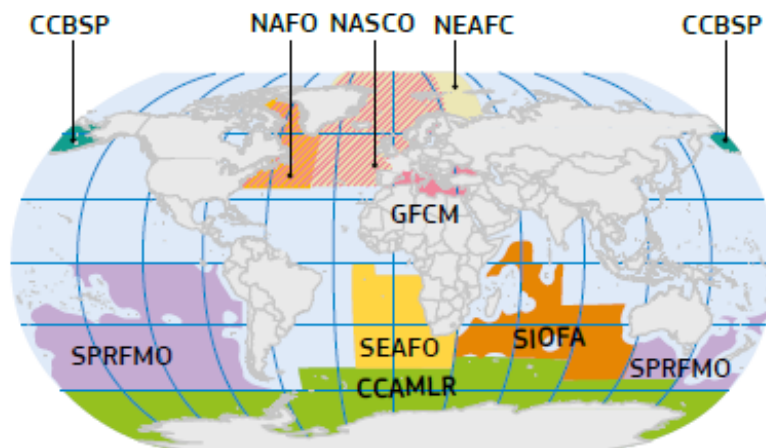 CCBSP NAFO NASCO NEAFC CCBSP
GFCM
SPRFMO SEAFO SIOFA SPRFMO
CCAMLR